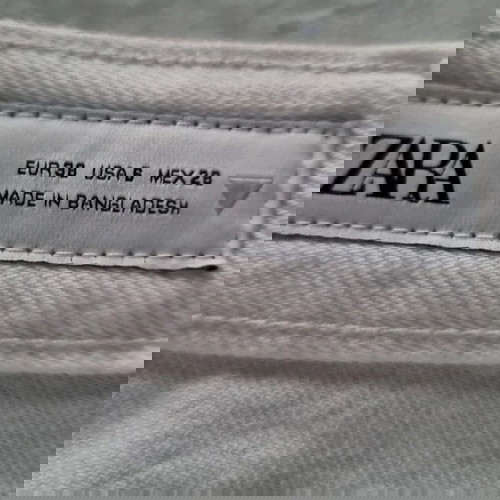 EUR 38 USA 6 MEX 28
MADE IN BANGLADESH
ZARA